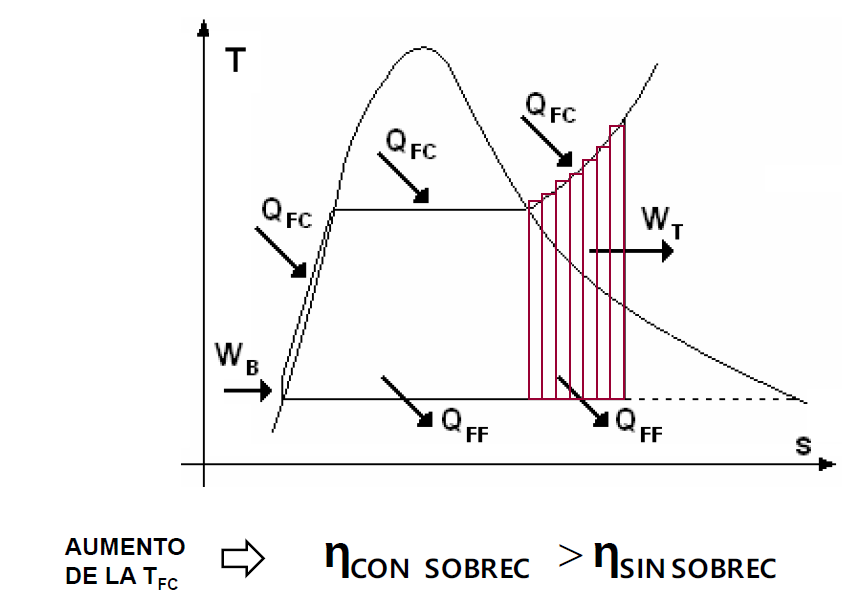 T
Q_FC
Q_FC
Q_FC
W_T
W_B
Q_FF
Q_FF
s
AUMENTO
DE LA T_FC
η_CON SOBREC > η_SIN SOBREC